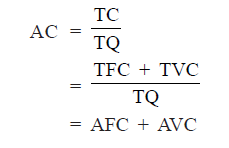 AC = TC / TQ
= TFC + TVC / TQ
= AFC + AVC